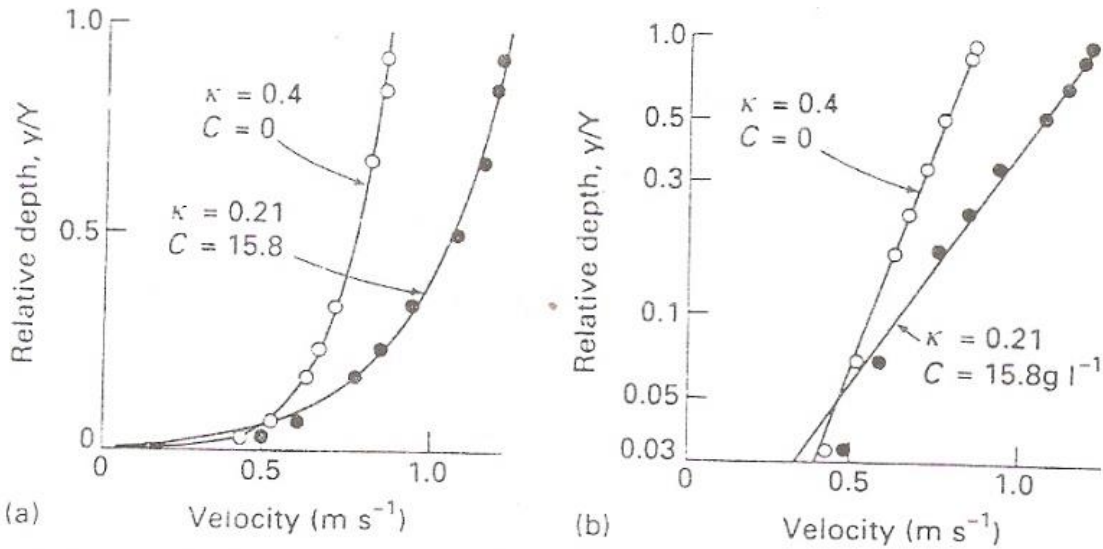 1.0
Relative depth, y/Y
0.5
0
κ = 0.4
C = 0
κ = 0.21
C = 15.8
0
0.5
1.0
(a)
Velocity (m s⁻¹)
1.0
0.5
0.3
Relative depth, y/Y
0.1
0.05
0.03
κ = 0.4
C = 0
κ = 0.21
C = 15.8g l⁻¹
0
0.5
1.0
(b)
Velocity (m s⁻¹)